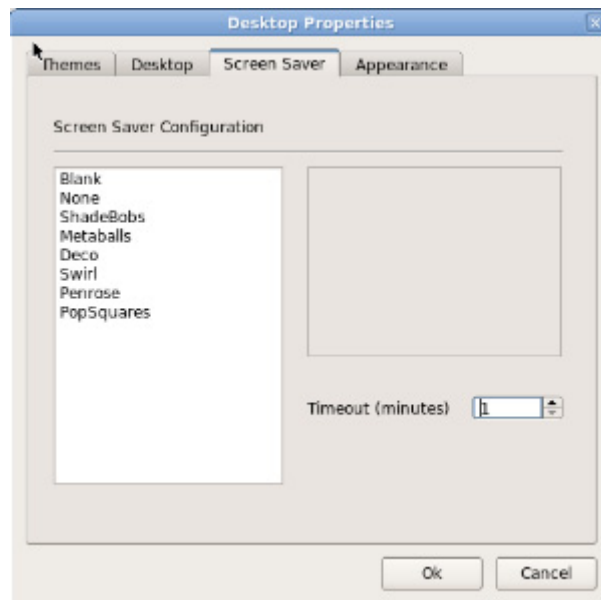 Desktop Properties
Themes Desktop Screen Saver Appearance
Screen Saver Configuration
Blank
None
ShadeBobs
Metaballs
Deco
Swirl
Penrose
PopSquares
Timeout (minutes) 1
Ok Cancel